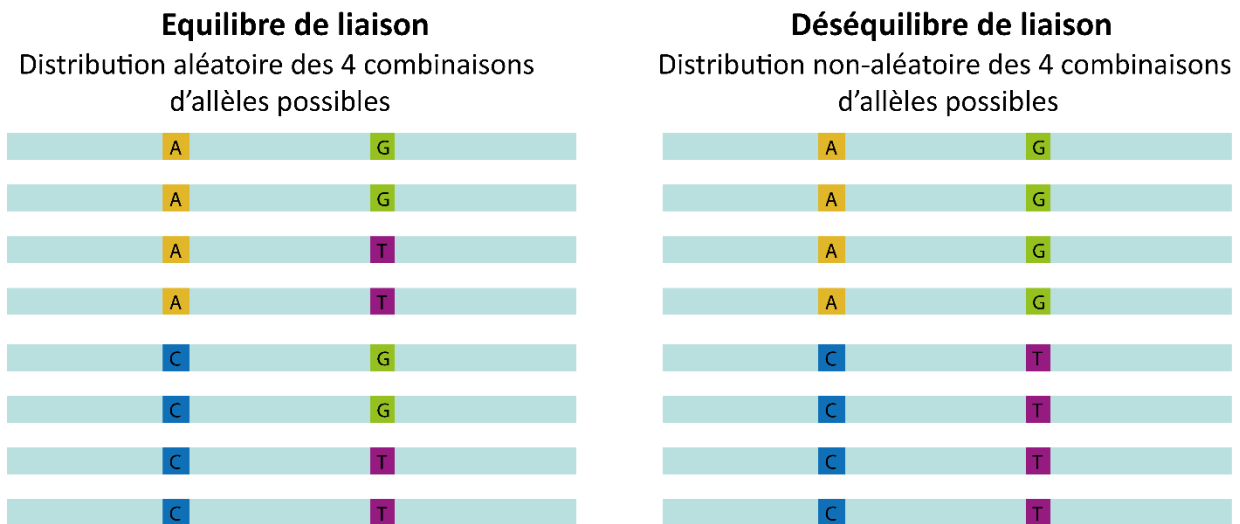 Equilibre de liaison
Distribution aléatoire des 4 combinaisons
d'allèles possibles
A G
A G
A T
A T
C G
C G
C T
C T
Déséquilibre de liaison
Distribution non-aléatoire des 4 combinaisons
d'allèles possibles
A G
A G
A G
A G
C T
C T
C T
C T